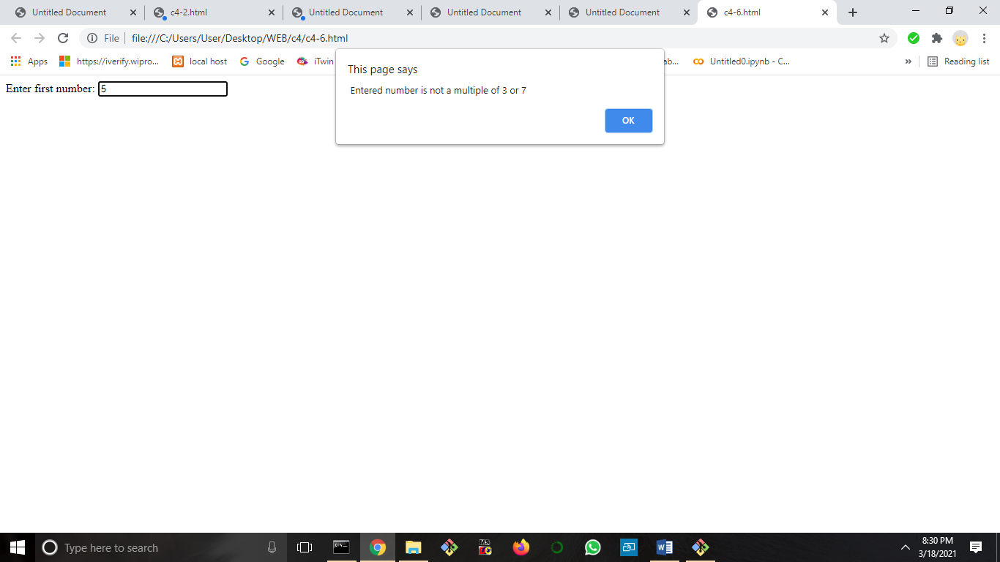 Untitled Document c4-2.html Untitled Document Untitled Document Untitled Document c4-6.html
File file:///C:/Users/User/Desktop/WEB/c4/c4-6.html
Apps https://iverify.wipro... local host Google iTwin ab... Untitled0.ipynb - C... » Reading list
This page says
Entered number is not a multiple of 3 or 7
OK
Enter first number: 5
Type here to search
8:30 PM
3/18/2021